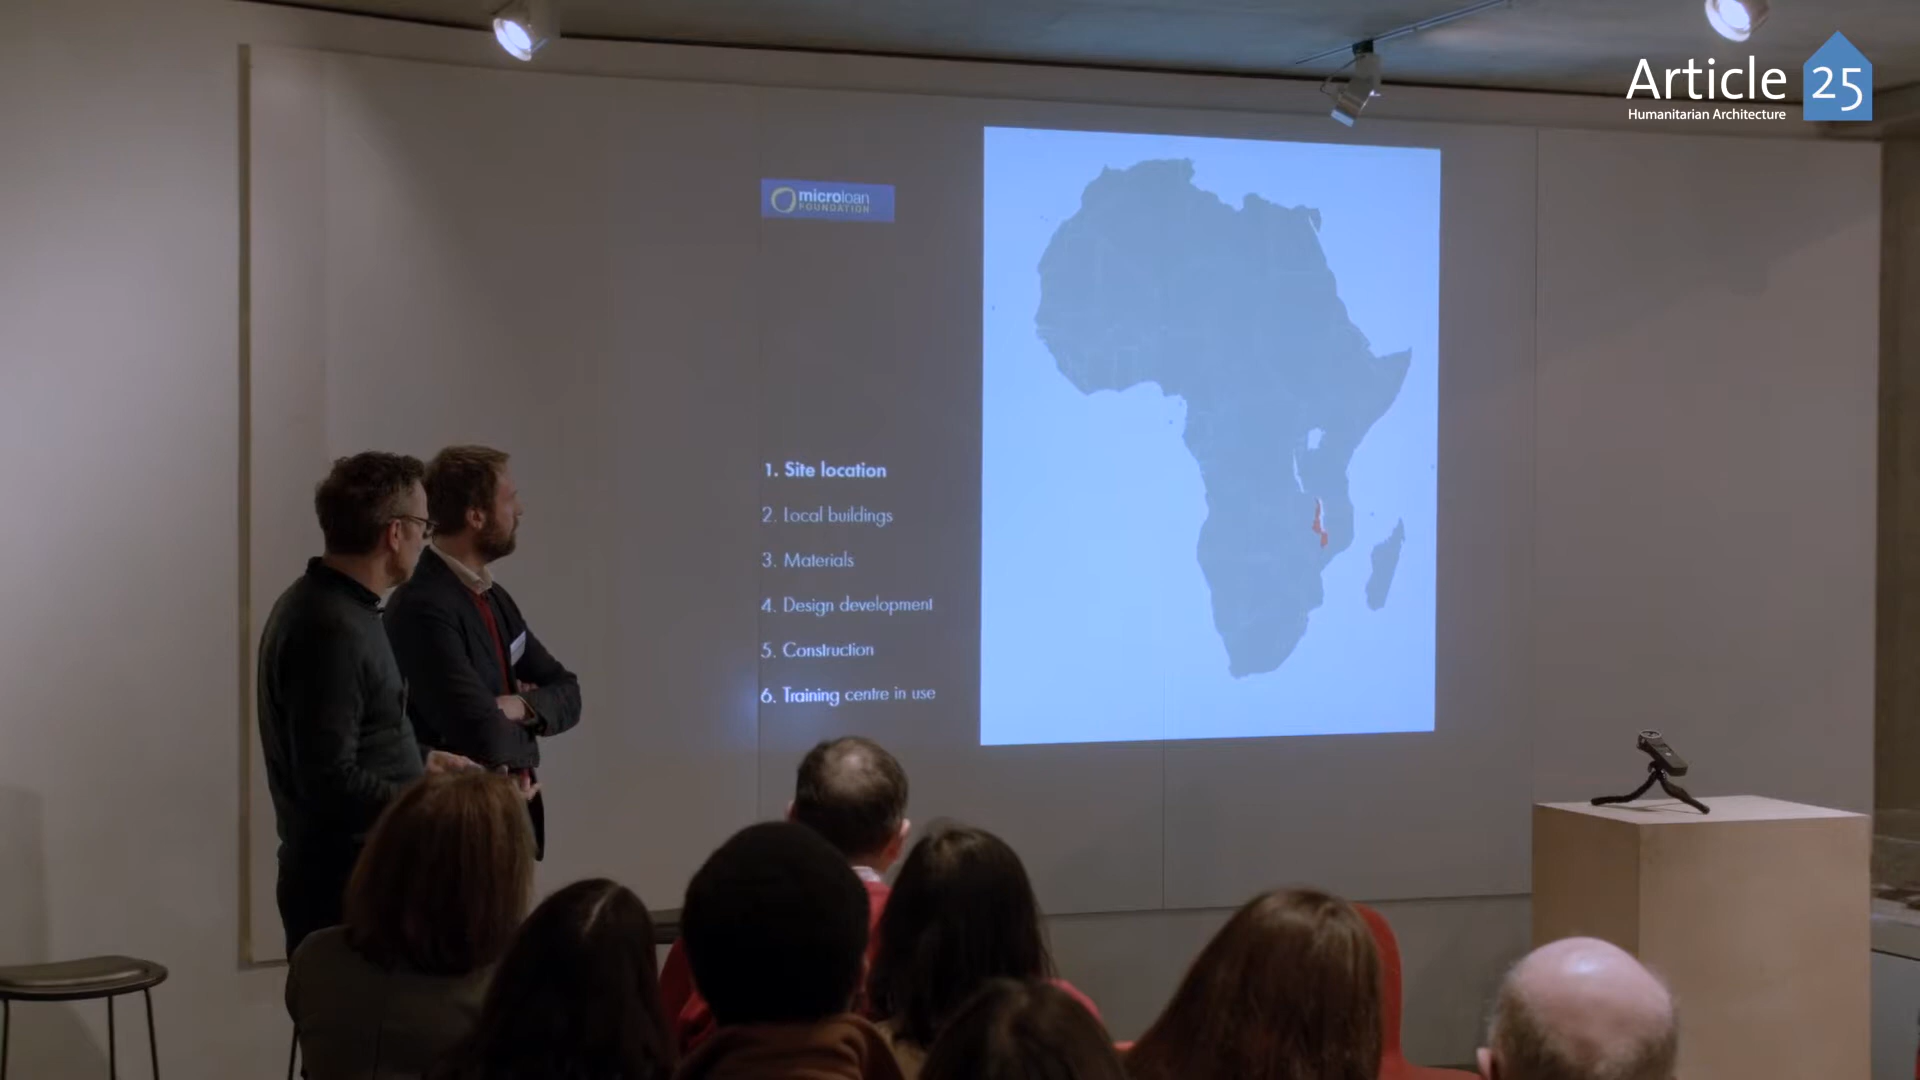 Article 25
Humanitarian Architecture
microloan
FOUNDATION
1. Site location
2. Local buildings
3. Materials
4. Design development
5. Construction
6. Training centre in use